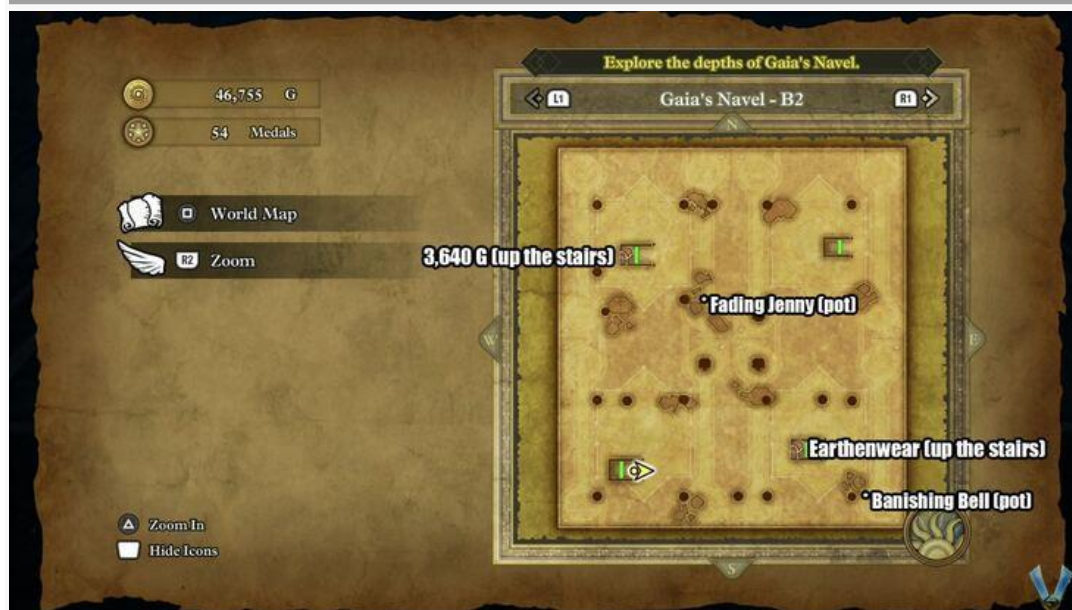 Explore the depths of Gaia's Navel.
46,755 G
L1 Gaia's Navel - B2 R1
54 Medals
N
World Map
3,640 G (up the stairs)
R2 Zoom
Fading Jenny (pot)
W E
Earthenwear (up the stairs)
Banishing Bell (pot)
Zoom In
Hide Icons
S